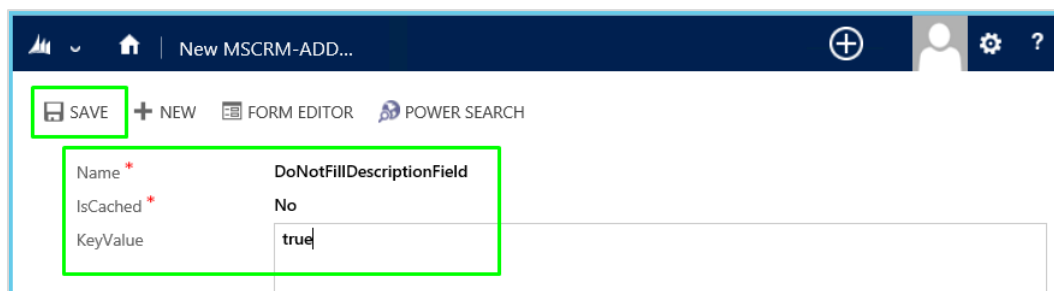 New MSCRM-ADD... ?
SAVE NEW FORM EDITOR POWER SEARCH
Name * DoNotFillDescriptionField
IsCached * No
KeyValue true